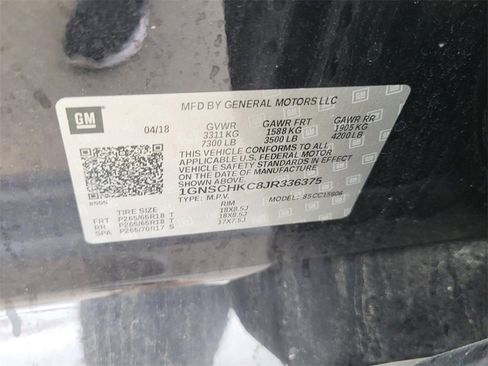 GM
MFD BY GENERAL MOTORS LLC
04/18
GVWR GAWR FRT GAWR RR
3311 KG 1588 KG 1905 KG
7300 LB 3500 LB 4200 LB
THIS VEHICLE CONFORMS TO ALL
APPLICABLE U.S. FEDERAL MOTOR
VEHICLE SAFETY STANDARDS IN EFFECT
ON THE DATE OF MANUFACTURE SHOWN ABOVE.
1GNSCHKC8JR336375
TYPE: M.P.V. MODEL:
TIRE SIZE RIM
FRT P265/65R18 T 18X8.5J
RR P265/65R18 T 18X8.5J
SPA P265/70R17 S 17X7.5J